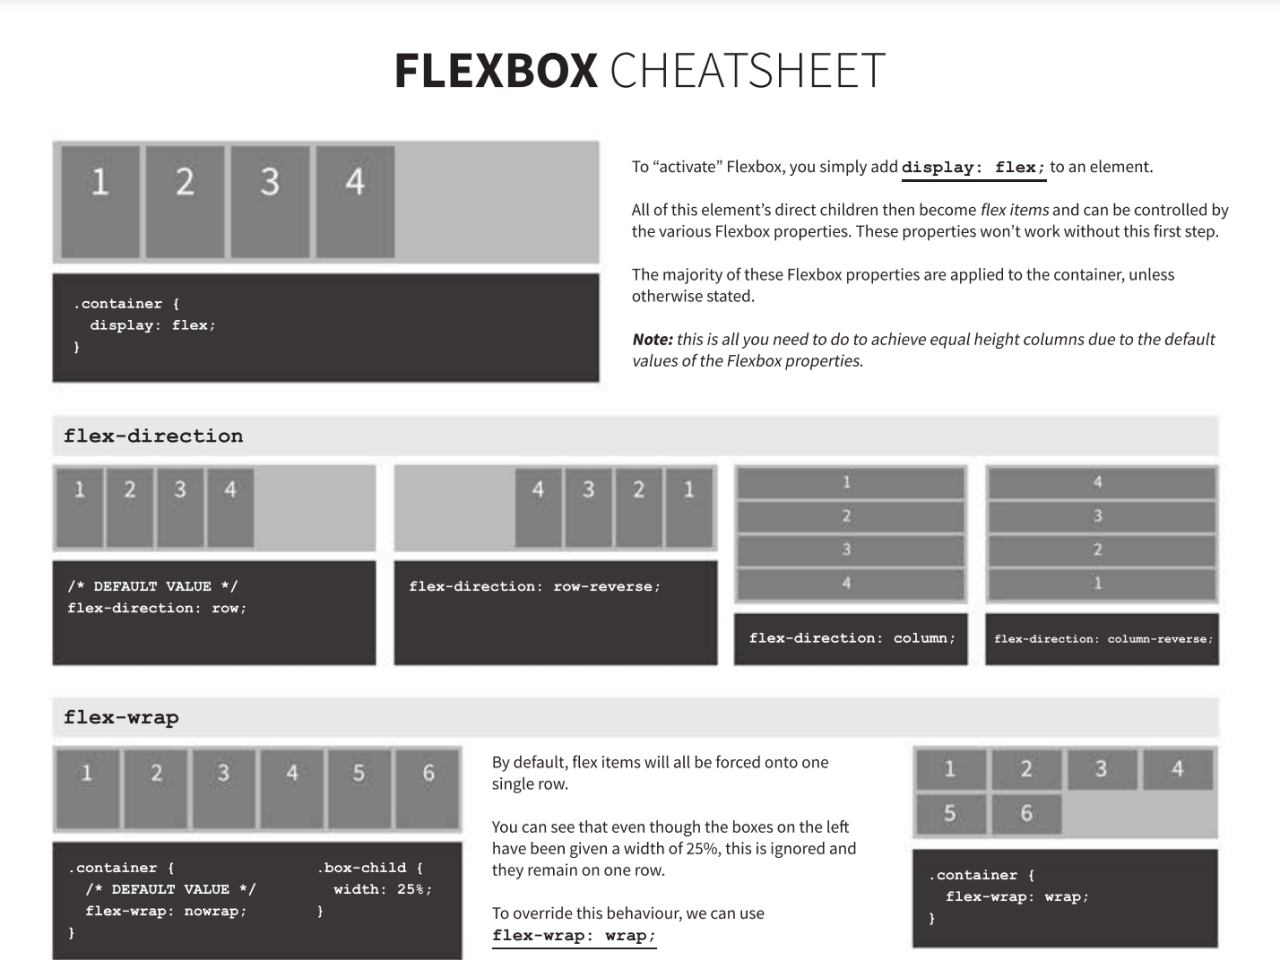 FLEXBOX CHEATSHEET
1 2 3 4
.container {
display: flex;
}
To “activate” Flexbox, you simply add display: flex; to an element.
All of this element’s direct children then become flex items and can be controlled by
the various Flexbox properties. These properties won’t work without this first step.
The majority of these Flexbox properties are applied to the container, unless
otherwise stated.
Note: this is all you need to do to achieve equal height columns due to the default
values of the Flexbox properties.
flex-direction
1 2 3 4
/* DEFAULT VALUE */
flex-direction: row;
4 3 2 1
flex-direction: row-reverse;
1
2
3
4
flex-direction: column;
4
3
2
1
flex-direction: column-reverse;
flex-wrap
1 2 3 4 5 6
.container {
/* DEFAULT VALUE */
flex-wrap: nowrap;
}
.box-child {
width: 25%;
}
By default, flex items will all be forced onto one
single row.
You can see that even though the boxes on the left
have been given a width of 25%, this is ignored and
they remain on one row.
To override this behaviour, we can use
flex-wrap: wrap;
1 2 3 4
5 6
.container {
flex-wrap: wrap;
}